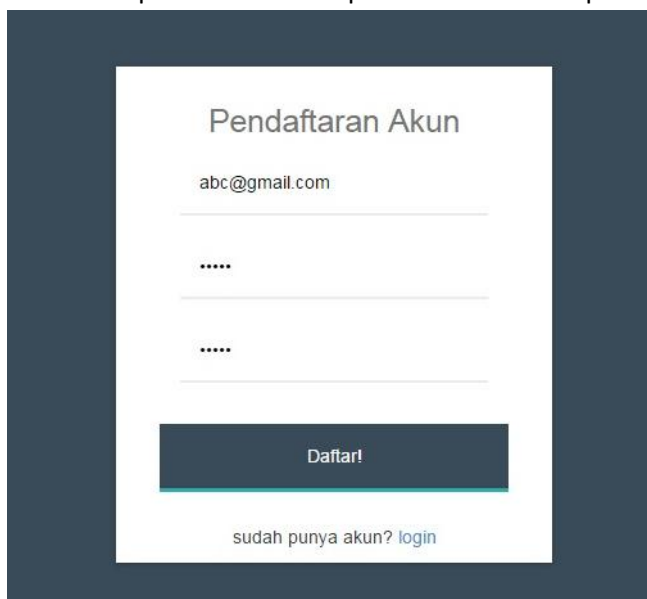 Pendaftaran Akun
abc@gmail.com
•••••
•••••
Daftar!
sudah punya akun? login